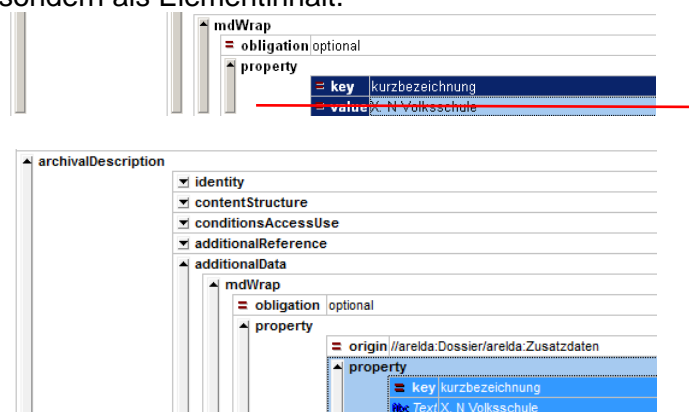 sondern als Elementinhalt.
mdWrap
= obligation optional
property
= key kurzbezeichnung
= value X. N Volksschule
archivalDescription
identity
contentStructure
conditionsAccessUse
additionalReference
additionalData
mdWrap
= obligation optional
property
= origin //arelda:Dossier/arelda:Zusatzdaten
property
= key kurzbezeichnung
Abc Text X. N Volksschule